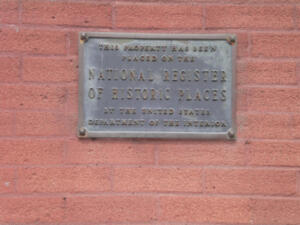 THIS PROPERTY HAS BEEN
PLACED ON THE
NATIONAL REGISTER
OF HISTORIC PLACES
BY THE UNITED STATES
DEPARTMENT OF THE INTERIOR